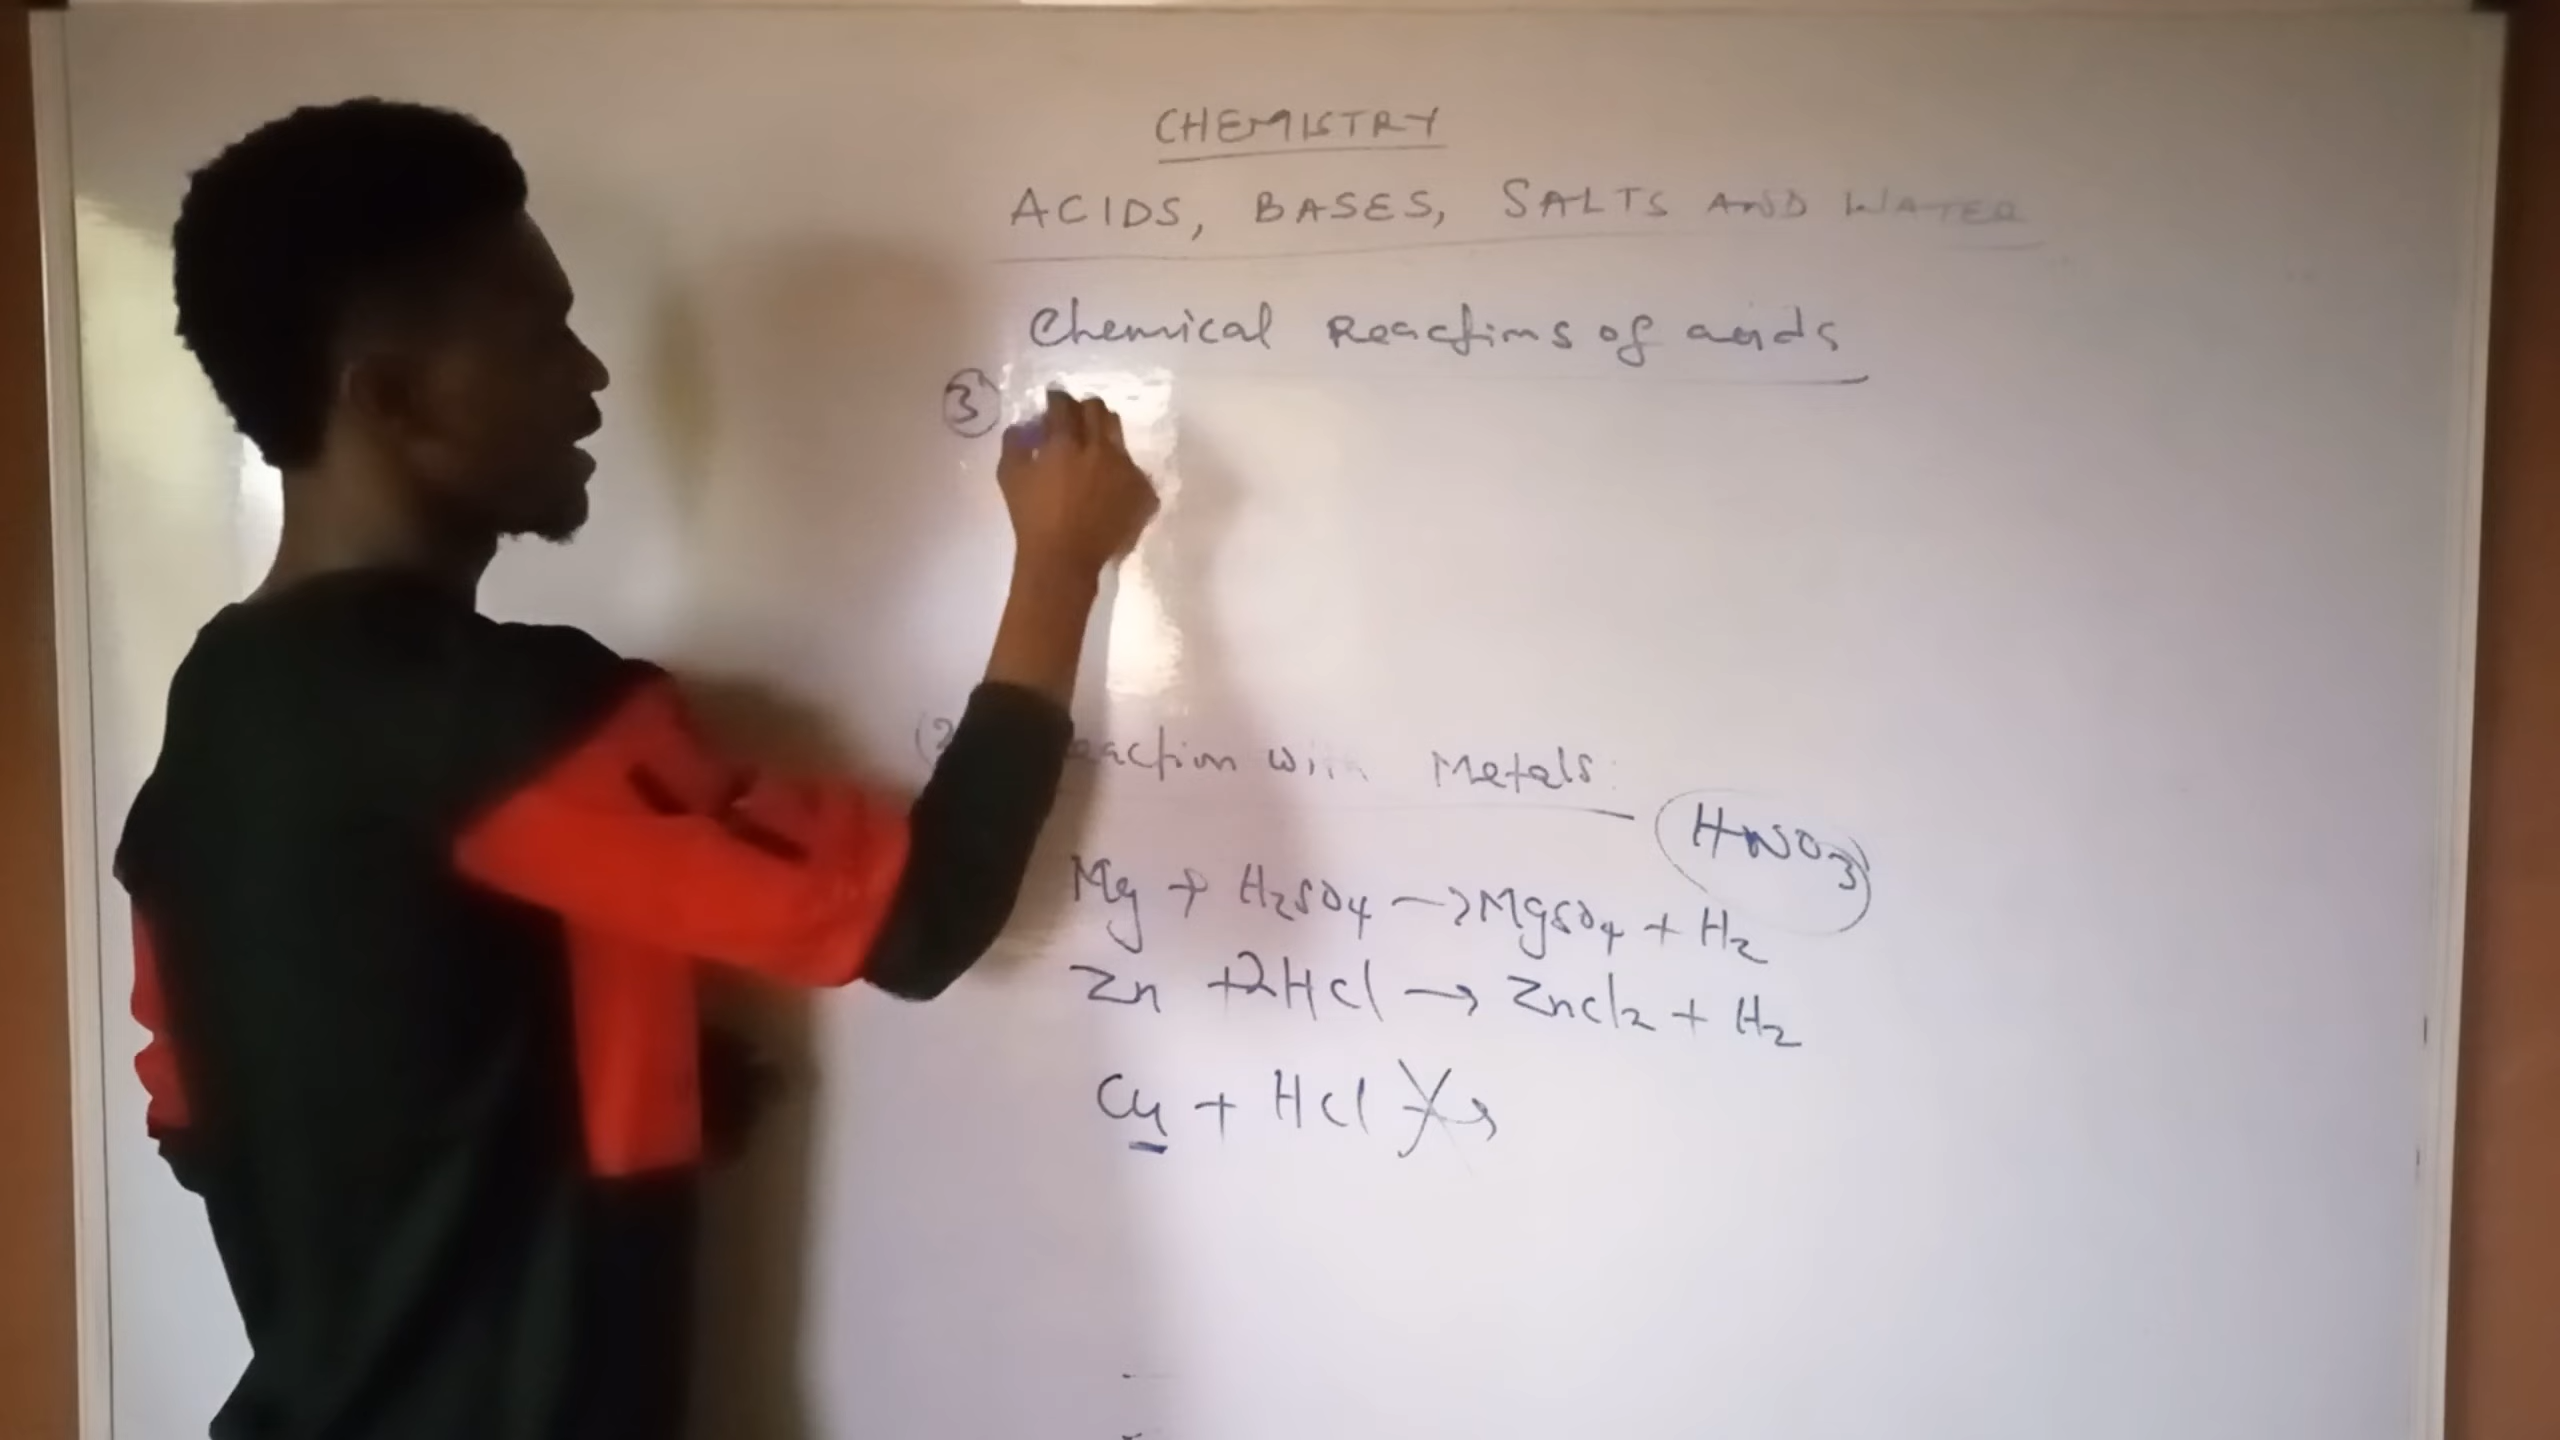 CHEMISTRY
ACIDS, BASES, SALTS AND WATER
Chemical Reactions of acids
③
(2 eaction with Metals:
HNO₃
Mg + H₂SO₄ → MgSO₄ + H₂
Zn + 2HCl → ZnCl₂ + H₂
Cu + HCl →